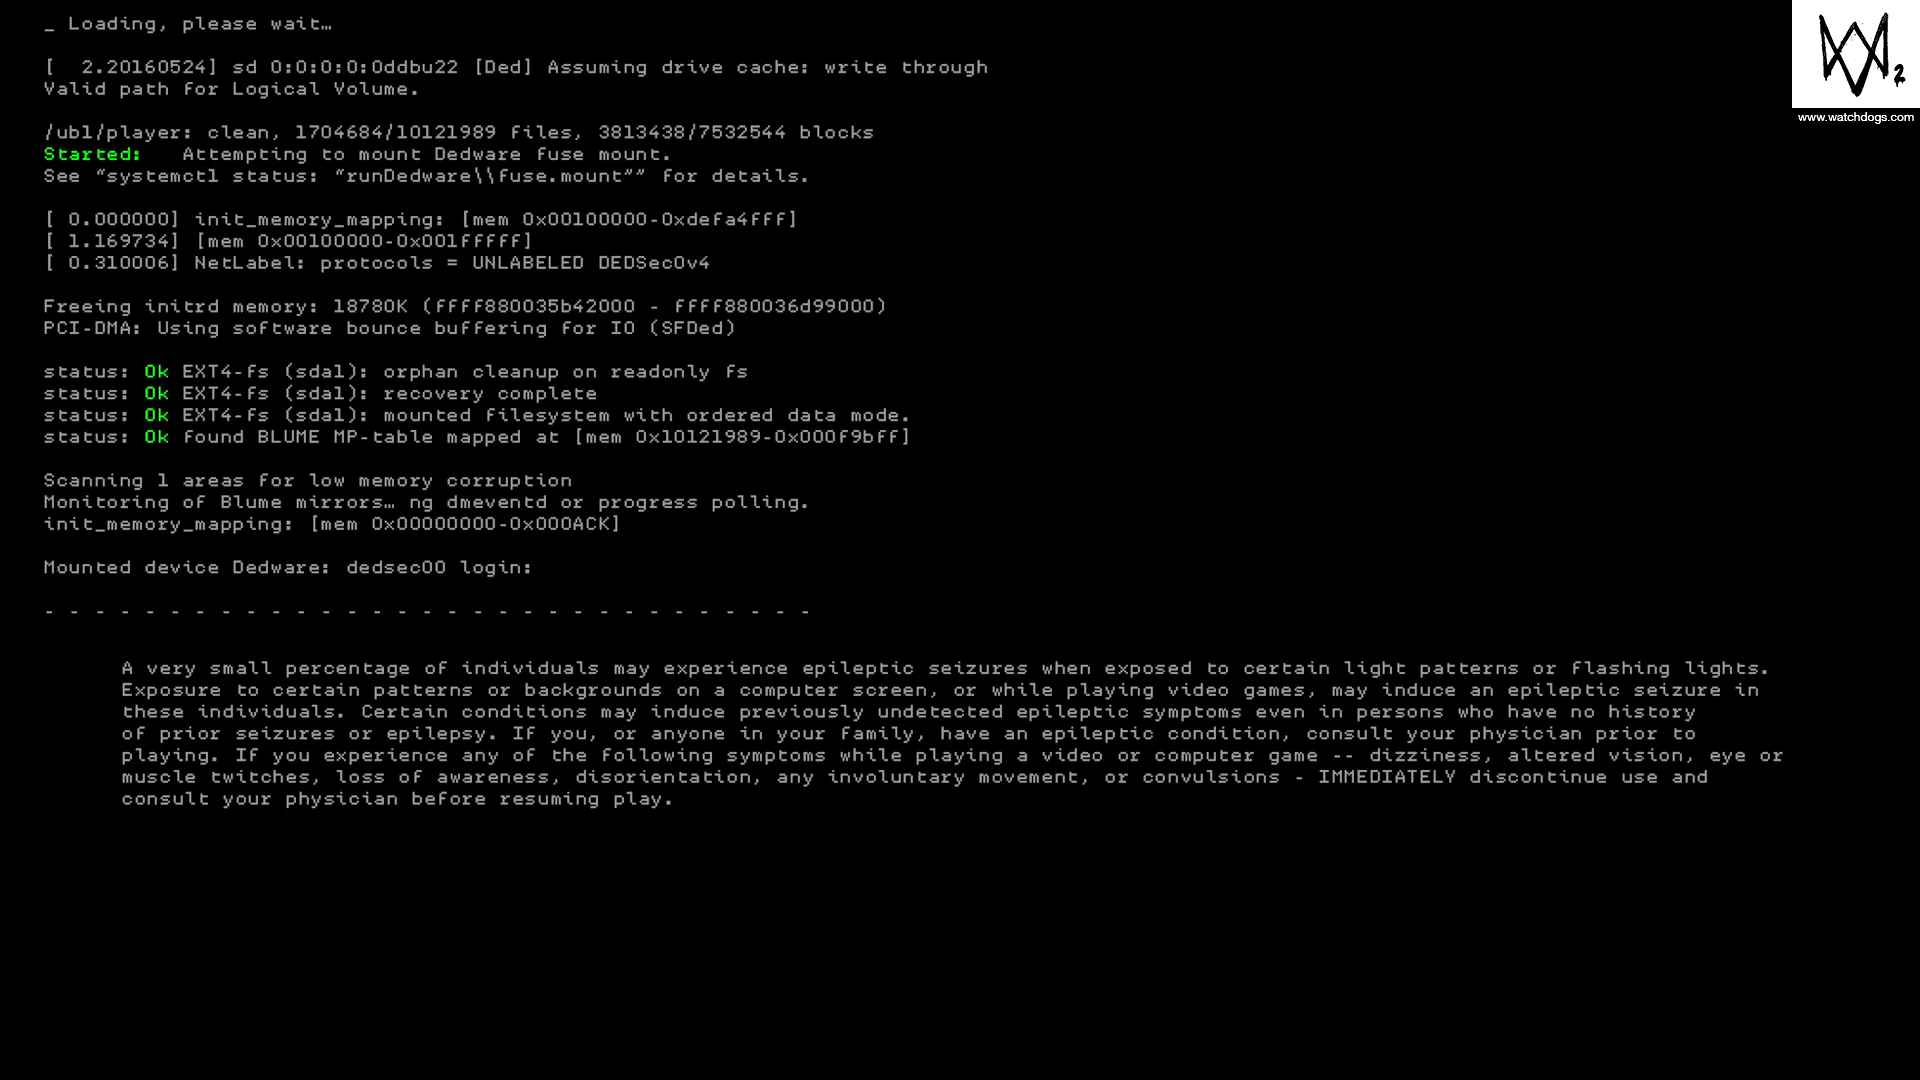 _ Loading, please wait…
[  2.20160524] sd 0:0:0:0:0ddbu22 [Ded] Assuming drive cache: write through
Valid path for Logical Volume.
/ubl/player: clean, 1704684/10121989 files, 3813438/7532544 blocks
Started:   Attempting to mount Dedware fuse mount.
See “systemctl status: “runDedware\\fuse.mount”” for details.
[ 0.000000] init_memory_mapping: [mem 0x00100000-0xdefa4fff]
[ 1.169734] [mem 0x00100000-0x001fffff]
[ 0.310006] NetLabel: protocols = UNLABELED DEDSec0v4
Freeing initrd memory: 18780K (ffff880035b42000 - ffff880036d99000)
PCI-DMA: Using software bounce buffering for IO (SFDed)
status: Ok EXT4-fs (sda1): orphan cleanup on readonly fs
status: Ok EXT4-fs (sda1): recovery complete
status: Ok EXT4-fs (sda1): mounted filesystem with ordered data mode.
status: Ok found BLUME MP-table mapped at [mem 0x10121989-0x000f9bff]
Scanning 1 areas for low memory corruption
Monitoring of Blume mirrors… ng dmeventd or progress polling.
init_memory_mapping: [mem 0x00000000-0x000ACK]
Mounted device Dedware: dedsec00 login:
- - - - - - - - - - - - - - - - - - - - - - - - - - - - - - -
A very small percentage of individuals may experience epileptic seizures when exposed to certain light patterns or flashing lights.
Exposure to certain patterns or backgrounds on a computer screen, or while playing video games, may induce an epileptic seizure in
these individuals. Certain conditions may induce previously undetected epileptic symptoms even in persons who have no history
of prior seizures or epilepsy. If you, or anyone in your family, have an epileptic condition, consult your physician prior to
playing. If you experience any of the following symptoms while playing a video or computer game -- dizziness, altered vision, eye or
muscle twitches, loss of awareness, disorientation, any involuntary movement, or convulsions - IMMEDIATELY discontinue use and
consult your physician before resuming play.
2
www.watchdogs.com